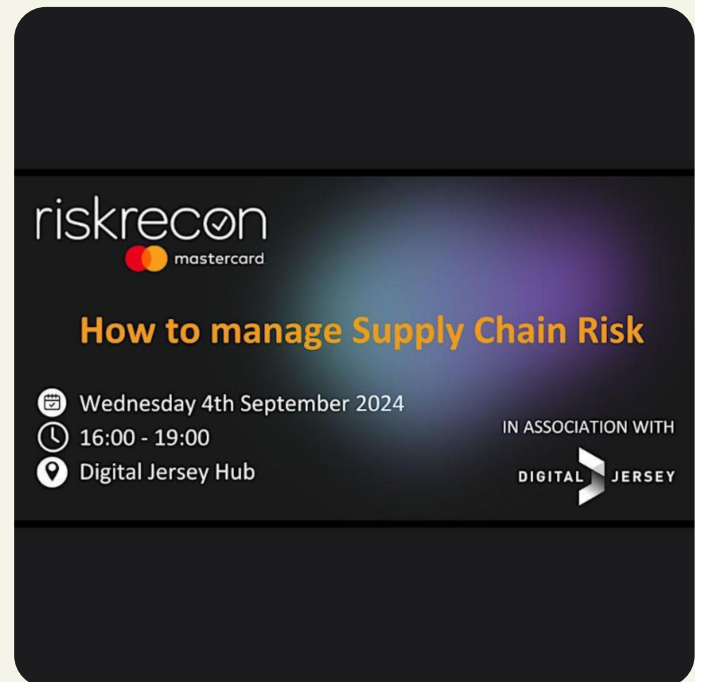 riskrecon
mastercard
How to manage Supply Chain Risk
Wednesday 4th September 2024
16:00 - 19:00
Digital Jersey Hub
IN ASSOCIATION WITH
DIGITAL JERSEY